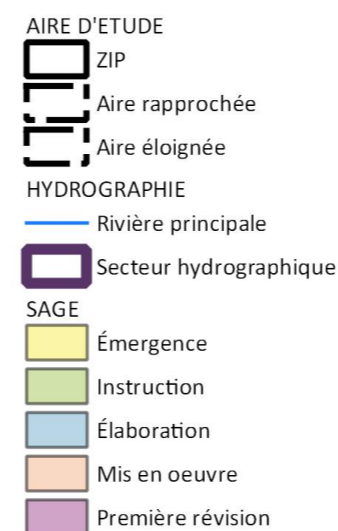 AIRE D'ETUDE
ZIP
Aire rapprochée
Aire éloignée
HYDROGRAPHIE
Rivière principale
Secteur hydrographique
SAGE
Émergence
Instruction
Élaboration
Mis en oeuvre
Première révision